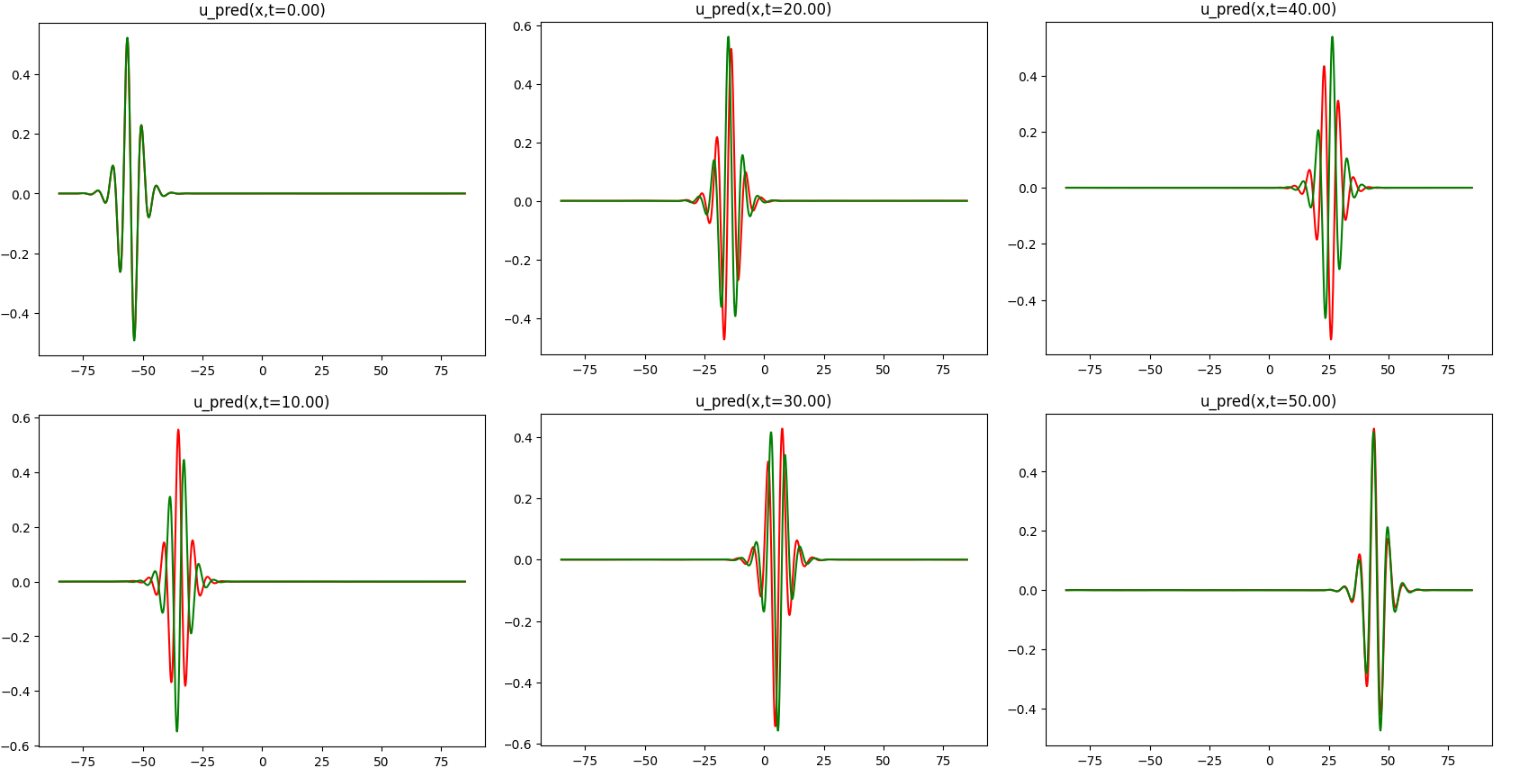 u_pred(x,t=0.00)
0.4
0.2
0.0
−0.2
−0.4
−75 −50 −25 0 25 50 75
u_pred(x,t=20.00)
0.6
0.4
0.2
0.0
−0.2
−0.4
−75 −50 −25 0 25 50 75
u_pred(x,t=40.00)
0.4
0.2
0.0
−0.2
−0.4
−75 −50 −25 0 25 50 75
u_pred(x,t=10.00)
0.6
0.4
0.2
0.0
−0.2
−0.4
−0.6
−75 −50 −25 0 25 50 75
u_pred(x,t=30.00)
0.4
0.2
0.0
−0.2
−0.4
−0.6
−75 −50 −25 0 25 50 75
u_pred(x,t=50.00)
0.4
0.2
0.0
−0.2
−0.4
−75 −50 −25 0 25 50 75